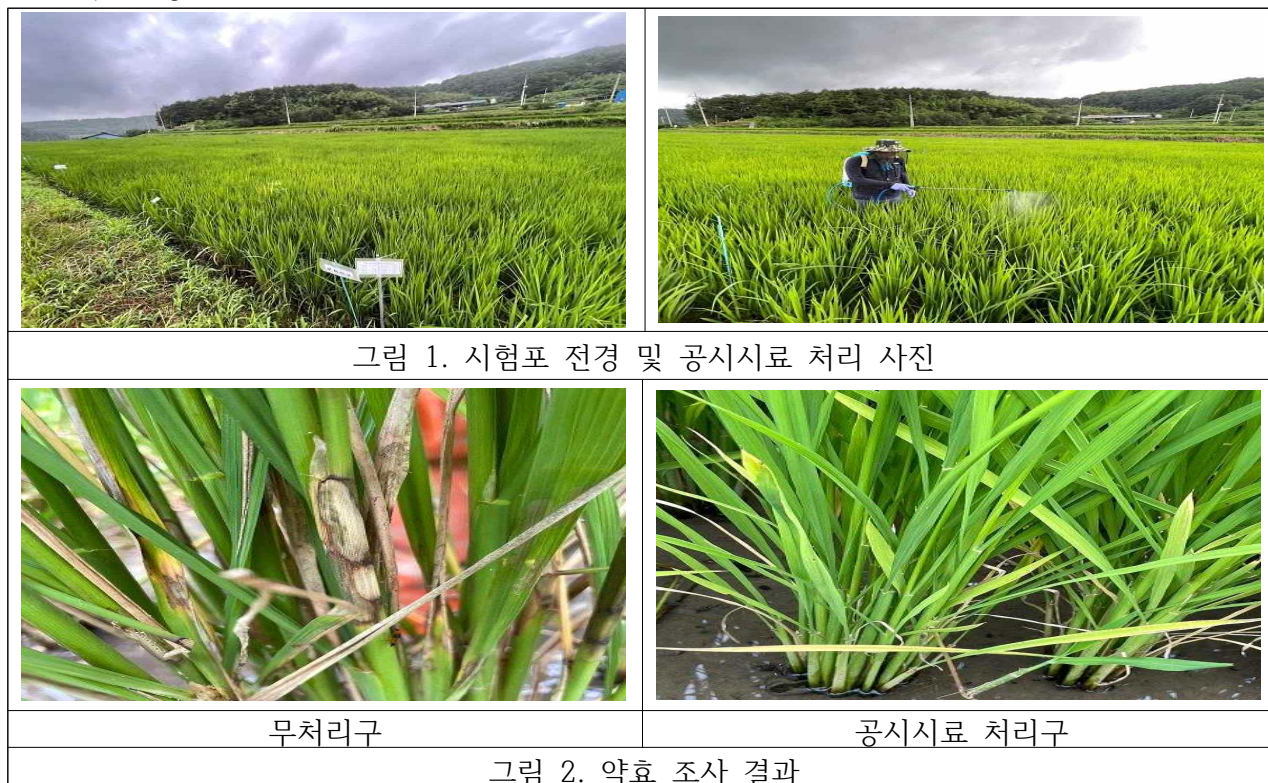 그림 1. 시험포 전경 및 공시시료 처리 사진
무처리구
공시시료 처리구
그림 2. 약효 조사 결과